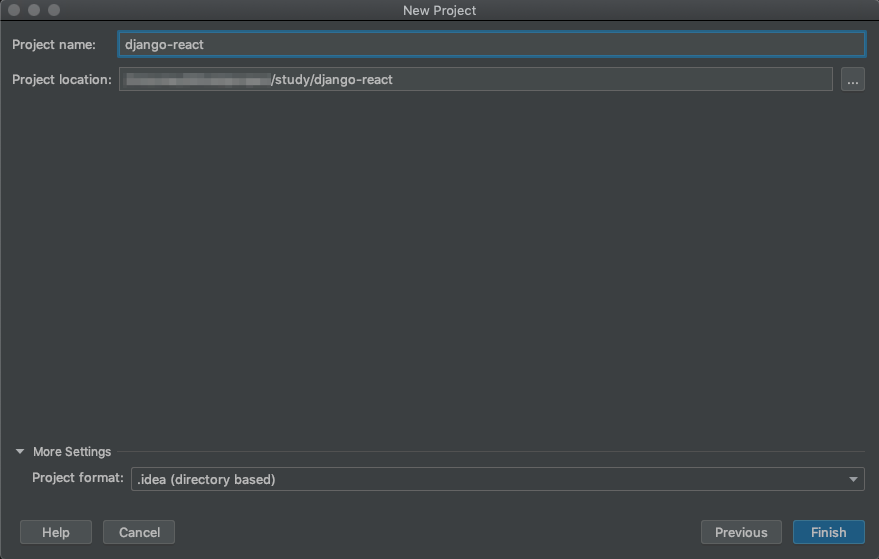 New Project
Project name: django-react
Project location: /study/django-react ...
More Settings
Project format: .idea (directory based)
Help Cancel Previous Finish